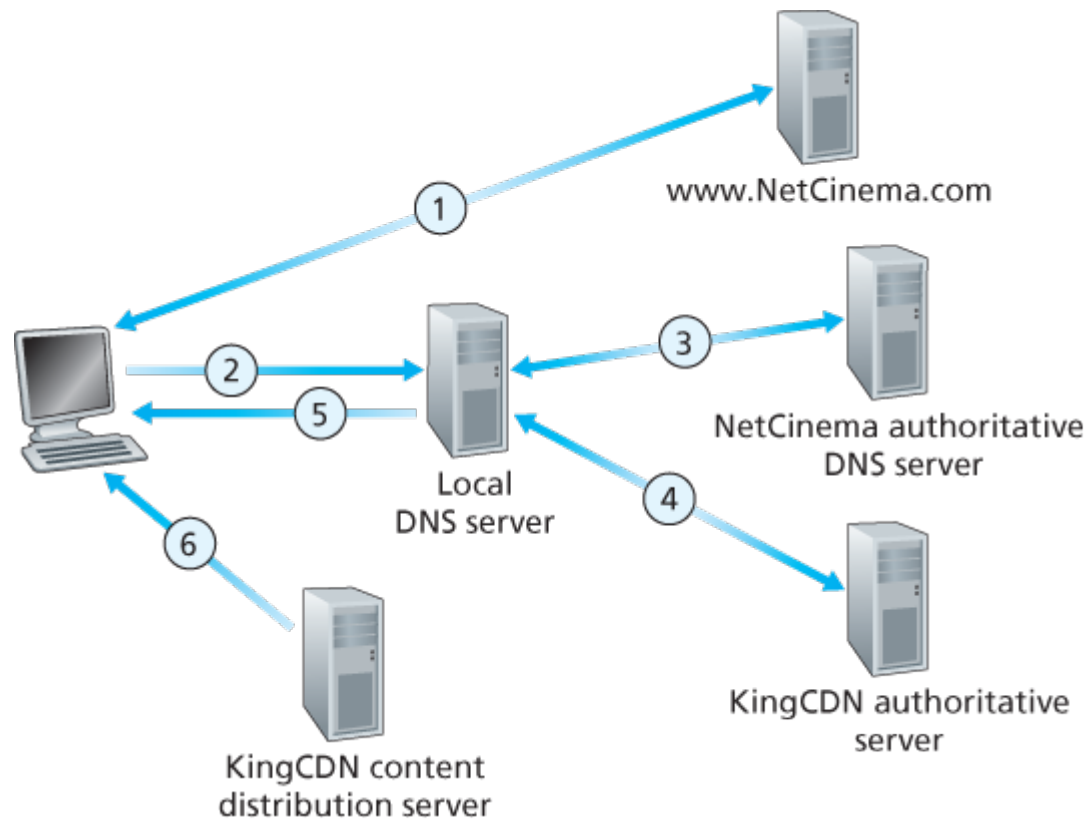 1
www.NetCinema.com
2
3
5
NetCinema authoritative
DNS server
Local
DNS server
4
6
KingCDN authoritative
server
KingCDN content
distribution server